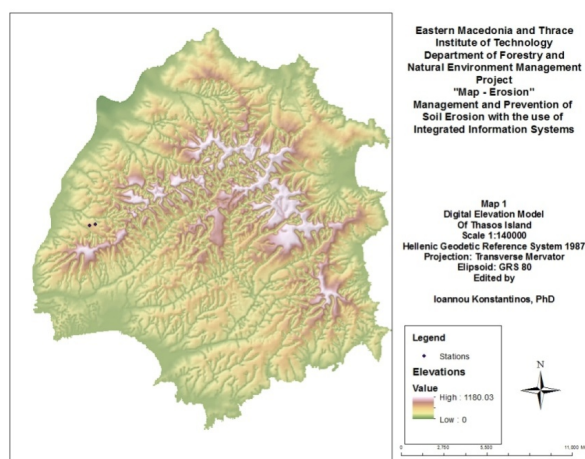 Eastern Macedonia and Thrace
Institute of Technology
Department of Forestry and
Natural Environment Management
Project
"Map - Erosion"
Management and Prevention of
Soil Erosion with the use of
Integrated Information Systems
Map 1
Digital Elevation Model
Of Thasos Island
Scale 1:140000
Hellenic Geodetic Reference System 1987
Projection: Transverse Mervator
Elipsoid: GRS 80
Edited by
Ioannou Konstantinos, PhD
Legend
Stations
Elevations
Value
High : 1180.03
Low : 0
N
0 2,750 5,500 11,000 M